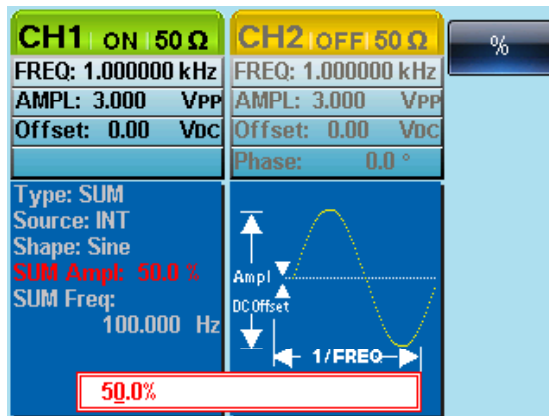 CH1 ON 50 Ω
FREQ: 1.000000 kHz
AMPL: 3.000 VPP
Offset: 0.00 VDC
CH2 OFF 50 Ω
FREQ: 1.000000 kHz
AMPL: 3.000 VPP
Offset: 0.00 VDC
Phase: 0.0 °
%
Type: SUM
Source: INT
Shape: Sine
SUM Ampl: 50.0 %
SUM Freq:
100.000 Hz
Ampl
DC Offset
1/FREQ
50.0%